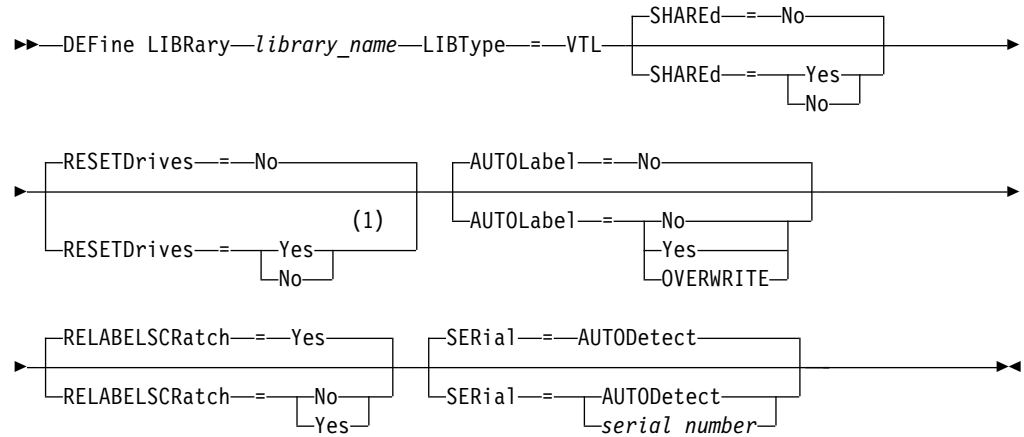 SHAREd = No
DEFine LIBRary library_name LIBType = VTL
SHAREd = Yes
No
RESETDrives = No
AUTOLabel = No
(1)
RESETDrives = Yes
No
AUTOLabel = No
Yes
OVERWRITE
RELABELSCRatch = Yes
SERial = AUTODetect
RELABELSCRatch = No
Yes
SERial = AUTODetect
serial number